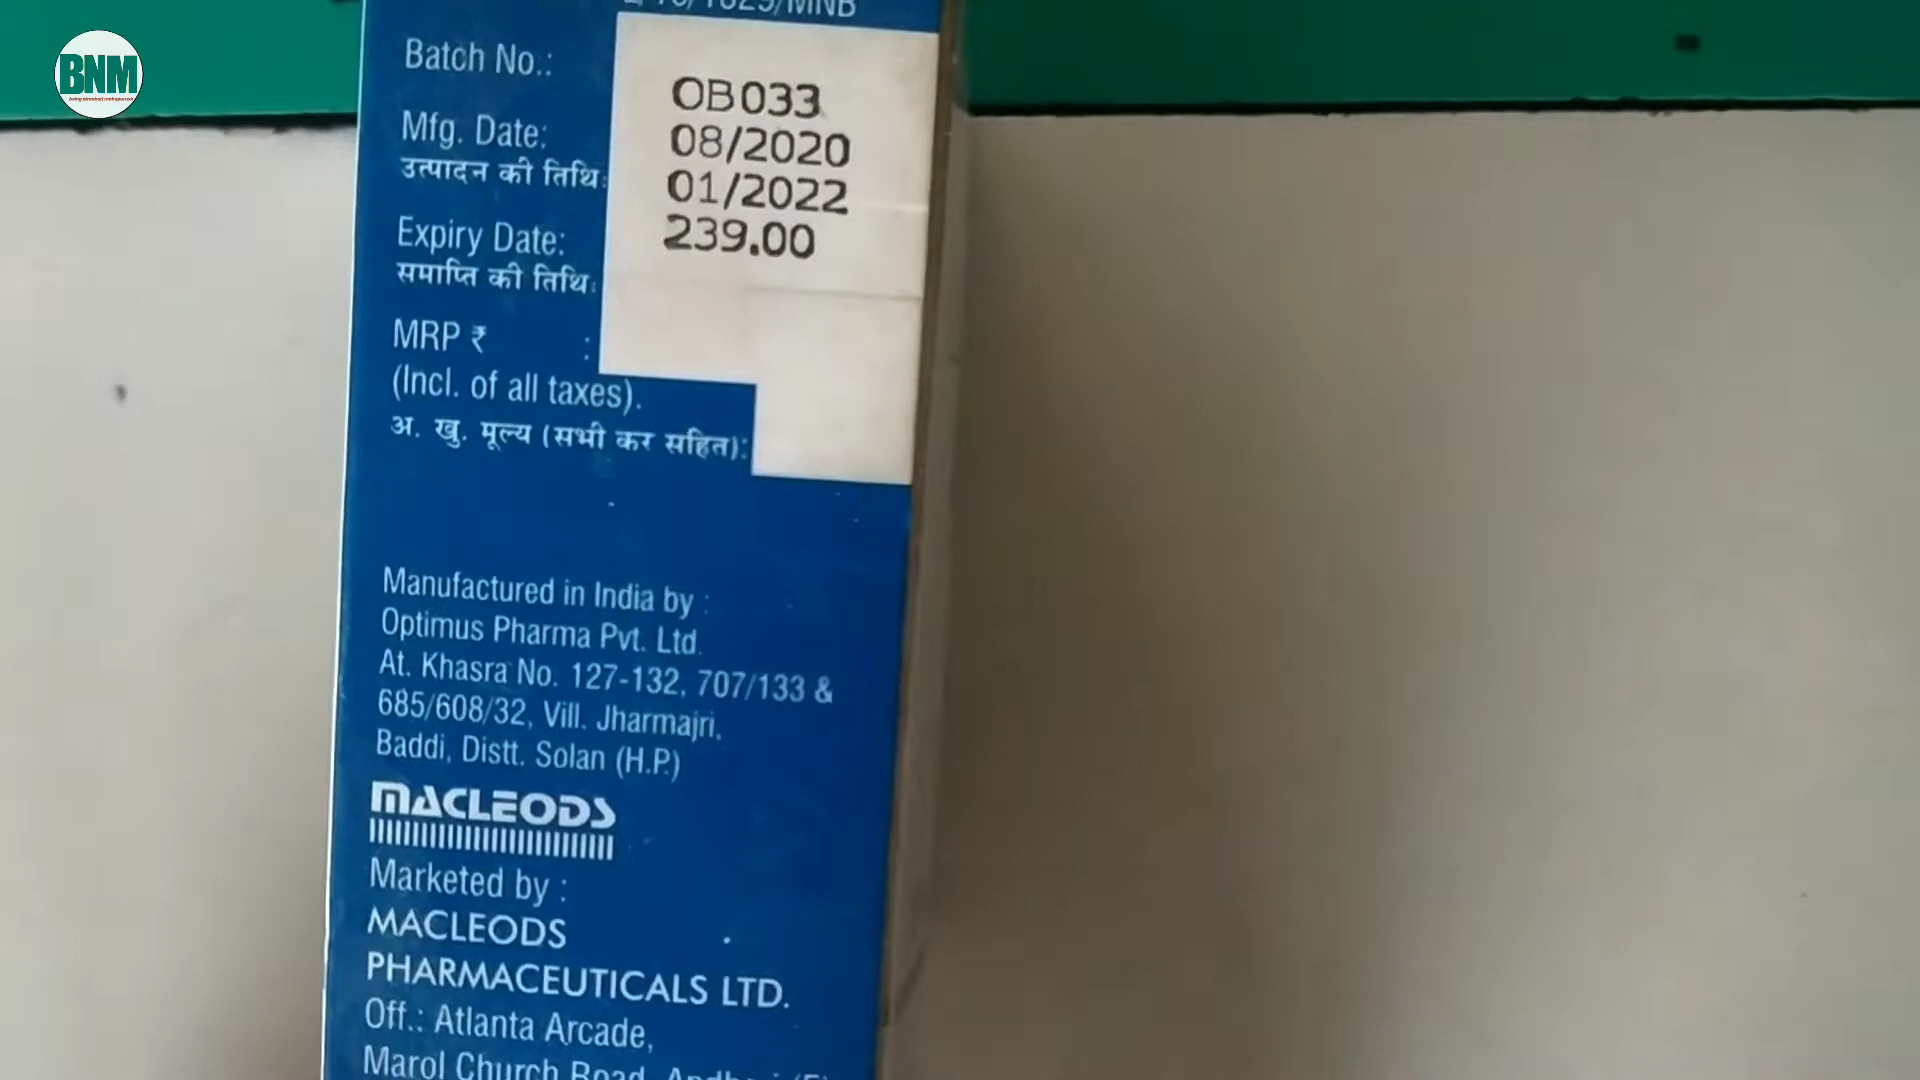 BNM
Batch No.:
OB033
Mfg. Date:
08/2020
उत्पादन की तिथि:
01/2022
Expiry Date:
239.00
समाप्ति की तिथि:
MRP ₹ :
(Incl. of all taxes).
अ. खु. मूल्य (सभी कर सहित):
Manufactured in India by :
Optimus Pharma Pvt. Ltd.
At. Khasra No. 127-132, 707/133 &
685/608/32, Vill. Jharmajri,
Baddi, Distt. Solan (H.P.)
MACLEODS
Marketed by :
MACLEODS
PHARMACEUTICALS LTD.
Off.: Atlanta Arcade,
Marol Church Road,